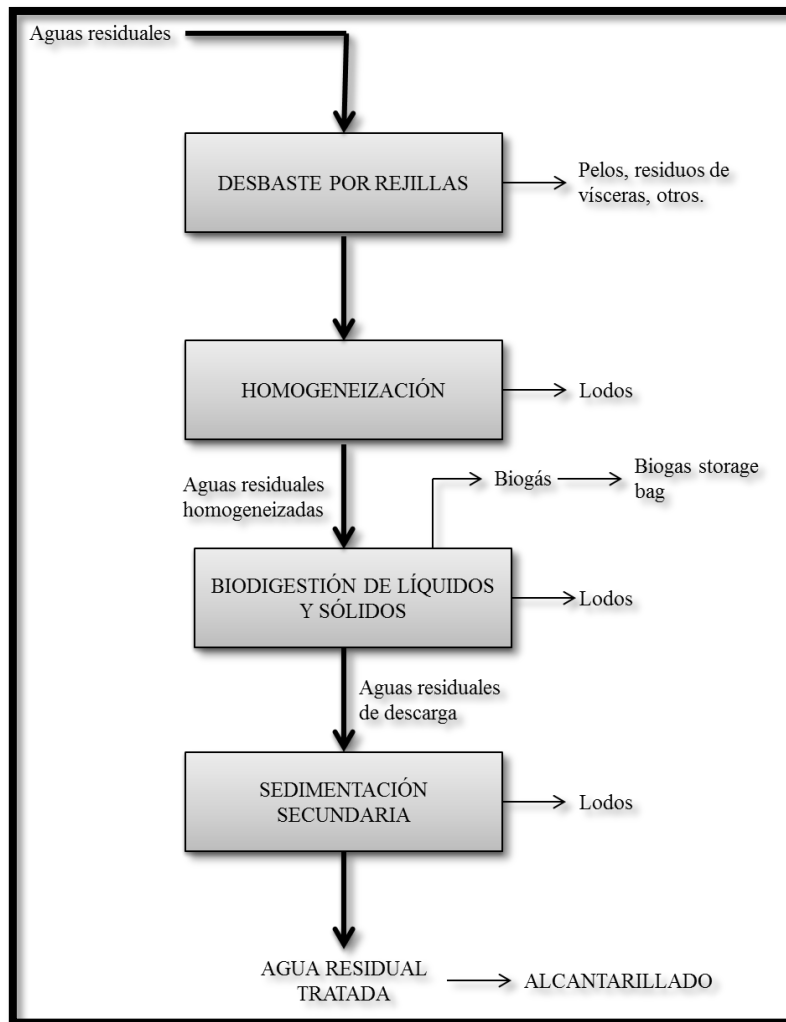 Aguas residuales
DESBASTE POR REJILLAS
Pelos, residuos de
vísceras, otros.
HOMOGENEIZACIÓN
Lodos
Aguas residuales
homogeneizadas
Biogás
Biogas storage
bag
BIODIGESTIÓN DE LÍQUIDOS
Y SÓLIDOS
Lodos
Aguas residuales
de descarga
SEDIMENTACIÓN
SECUNDARIA
Lodos
AGUA RESIDUAL
TRATADA
ALCANTARILLADO